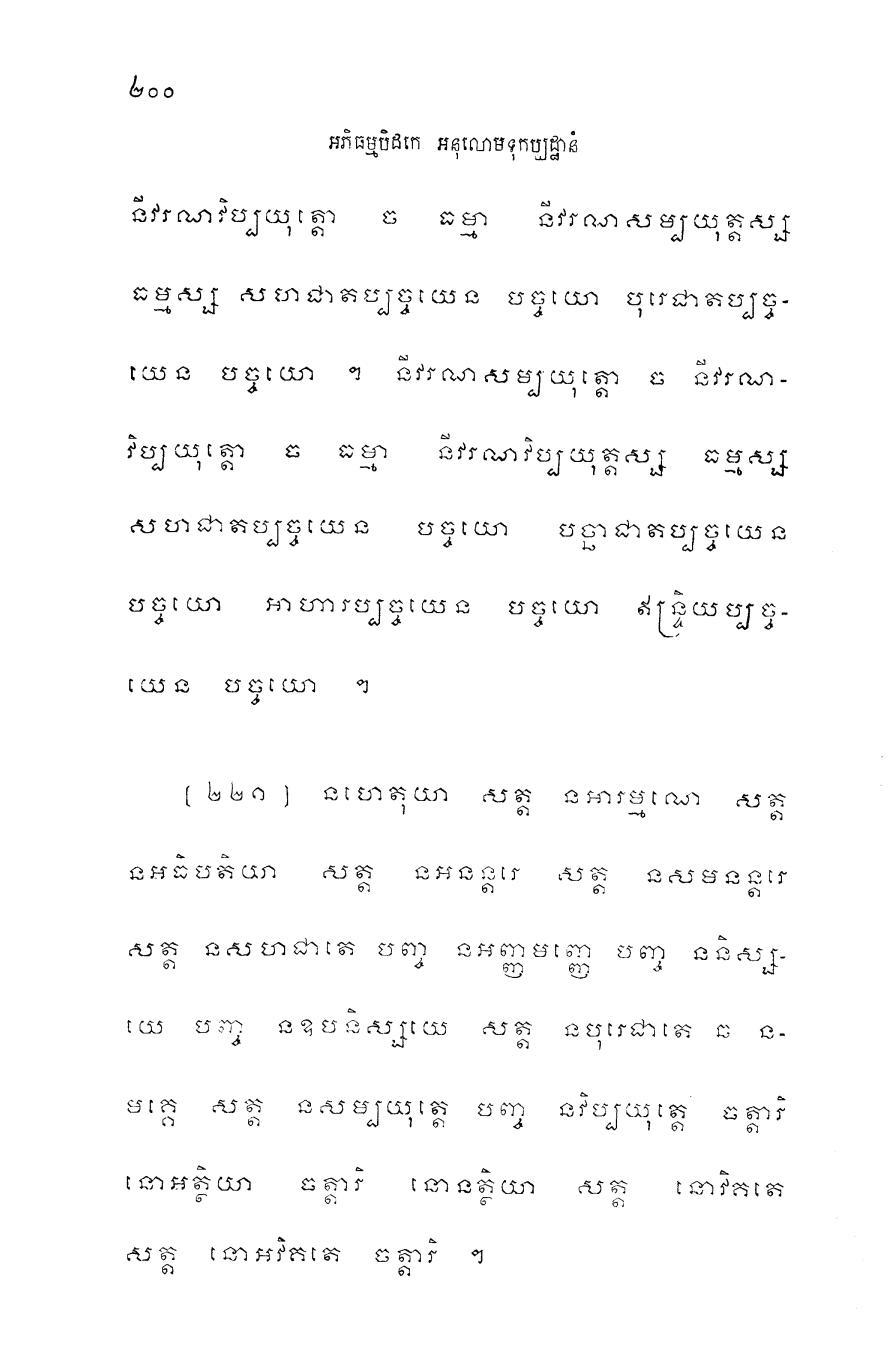 ២០០
អភិធម្មបិដកេ អនុលោមទុកប្បដ្ឋានំ
នីវរណវិប្បយុត្តោ ច ធម្មា នីវរណសម្បយុត្តស្ស
ធម្មស្ស សហជាតប្បច្ចយេន បច្ចយោ បុរេជាតប្បច្ច-
យេន បច្ចយោ ។ នីវរណសម្បយុត្តោ ច នីវរណ-
វិប្បយុត្តោ ច ធម្មា នីវរណវិប្បយុត្តស្ស ធម្មស្ស
សហជាតប្បច្ចយេន បច្ចយោ បច្ឆាជាតប្បច្ចយេន
បច្ចយោ អាហារប្បច្ចយេន បច្ចយោ ឥន្ទ្រិយប្បច្ច-
យេន បច្ចយោ ។
[ ២២១ ] នហេតុយា សត្ត នអារម្មណោ សត្ត
នអធិបតិយា សត្ត នអនន្តរេ សត្ត នសមនន្តរេ
សត្ត នសហជាតេ បញ្ច នអញ្ញមញ្ញេ បញ្ច ននិស្ស-
យេ បញ្ច នឧបនិស្សយេ សត្ត នបុរេជាតេ ឆ ន-
មគ្គេ សត្ត នសម្បយុត្តេ បញ្ច នវិប្បយុត្តេ ចត្តារិ
នោអត្ថិយា ចត្តារិ នោនត្ថិយា សត្ត នោវិគតេ
សត្ត នោអវិគតេ ចត្តារិ ។